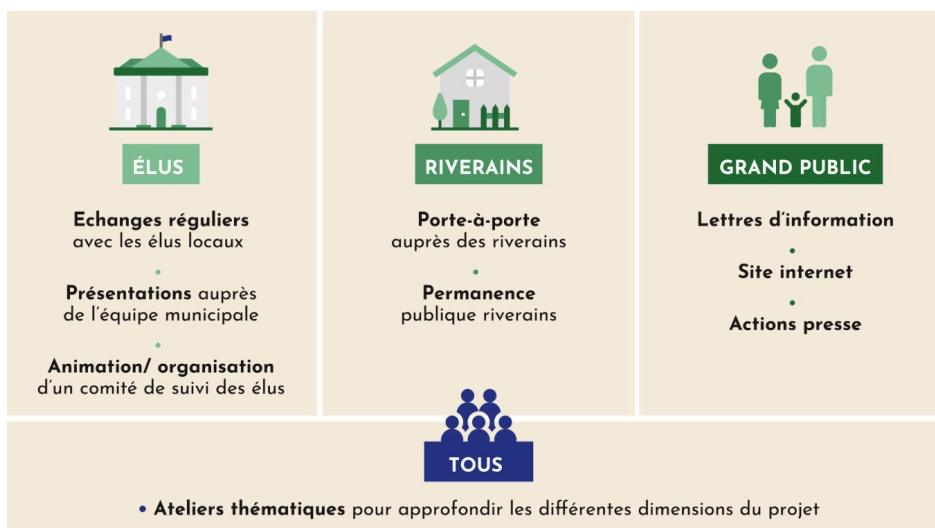 ÉLUS
Echanges réguliers
avec les élus locaux
•
Présentations auprès
de l'équipe municipale
•
Animation/ organisation
d'un comité de suivi des élus
RIVERAINS
Porte-à-porte
auprès des riverains
•
Permanence
publique riverains
GRAND PUBLIC
Lettres d'information
•
Site internet
•
Actions presse
TOUS
• Ateliers thématiques pour approfondir les différentes dimensions du projet